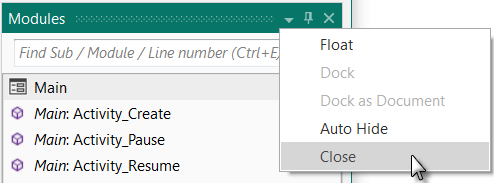 Modules
Find Sub / Module / Line number (Ctrl+E)
Main
Main: Activity_Create
Main: Activity_Pause
Main: Activity_Resume
Float
Dock
Dock as Document
Auto Hide
Close